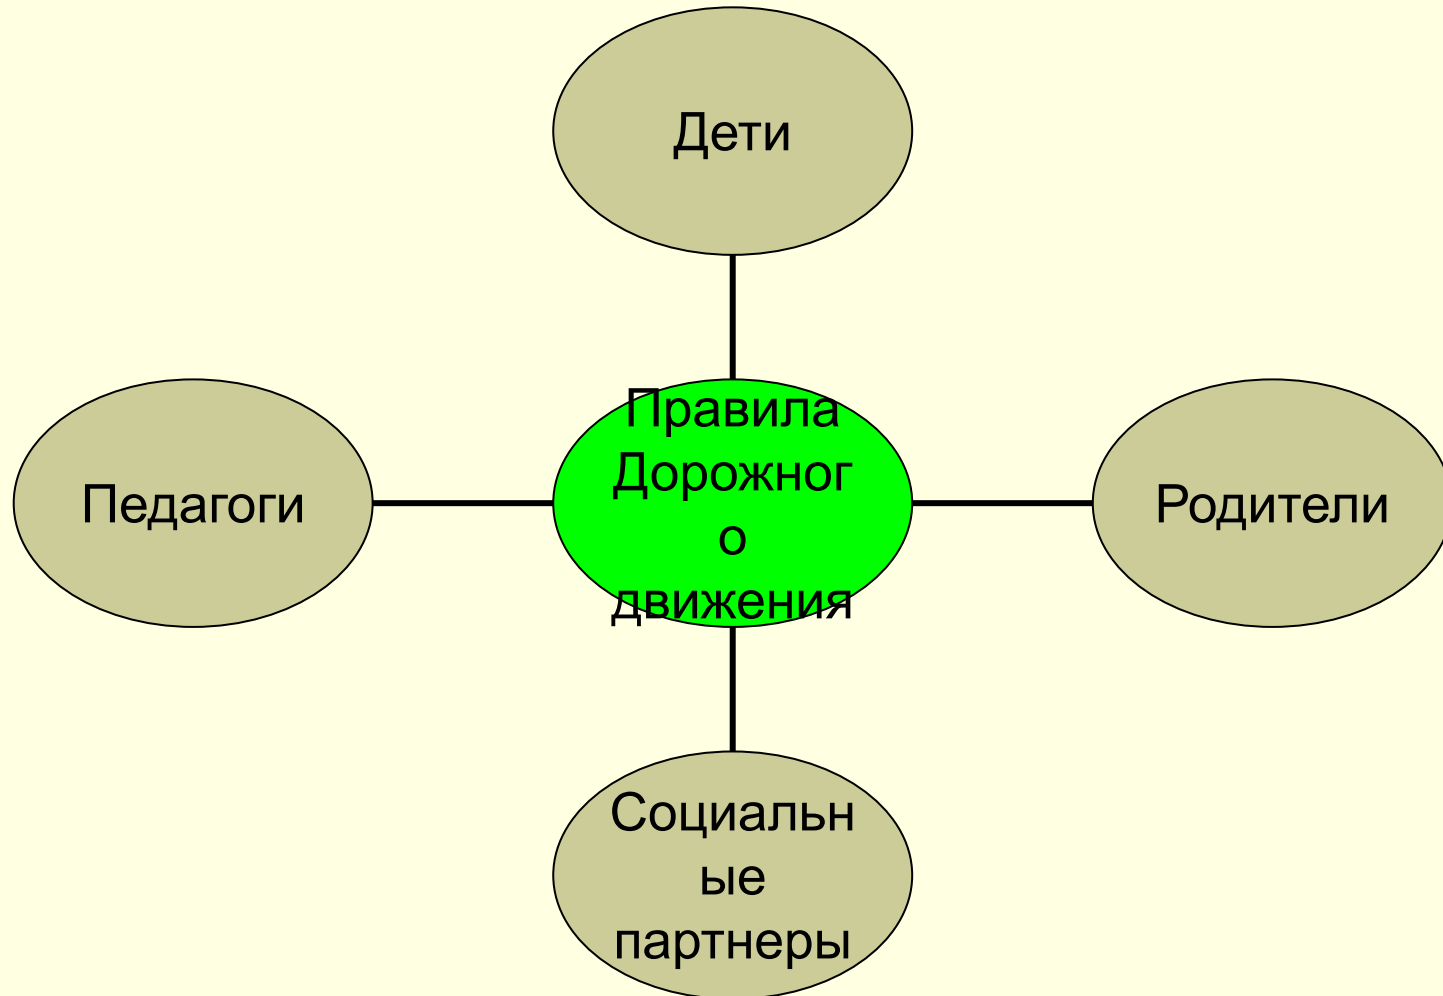 Дети
Правила
Дорожног
о
движения
Педагоги
Родители
Социальн
ые
партнеры